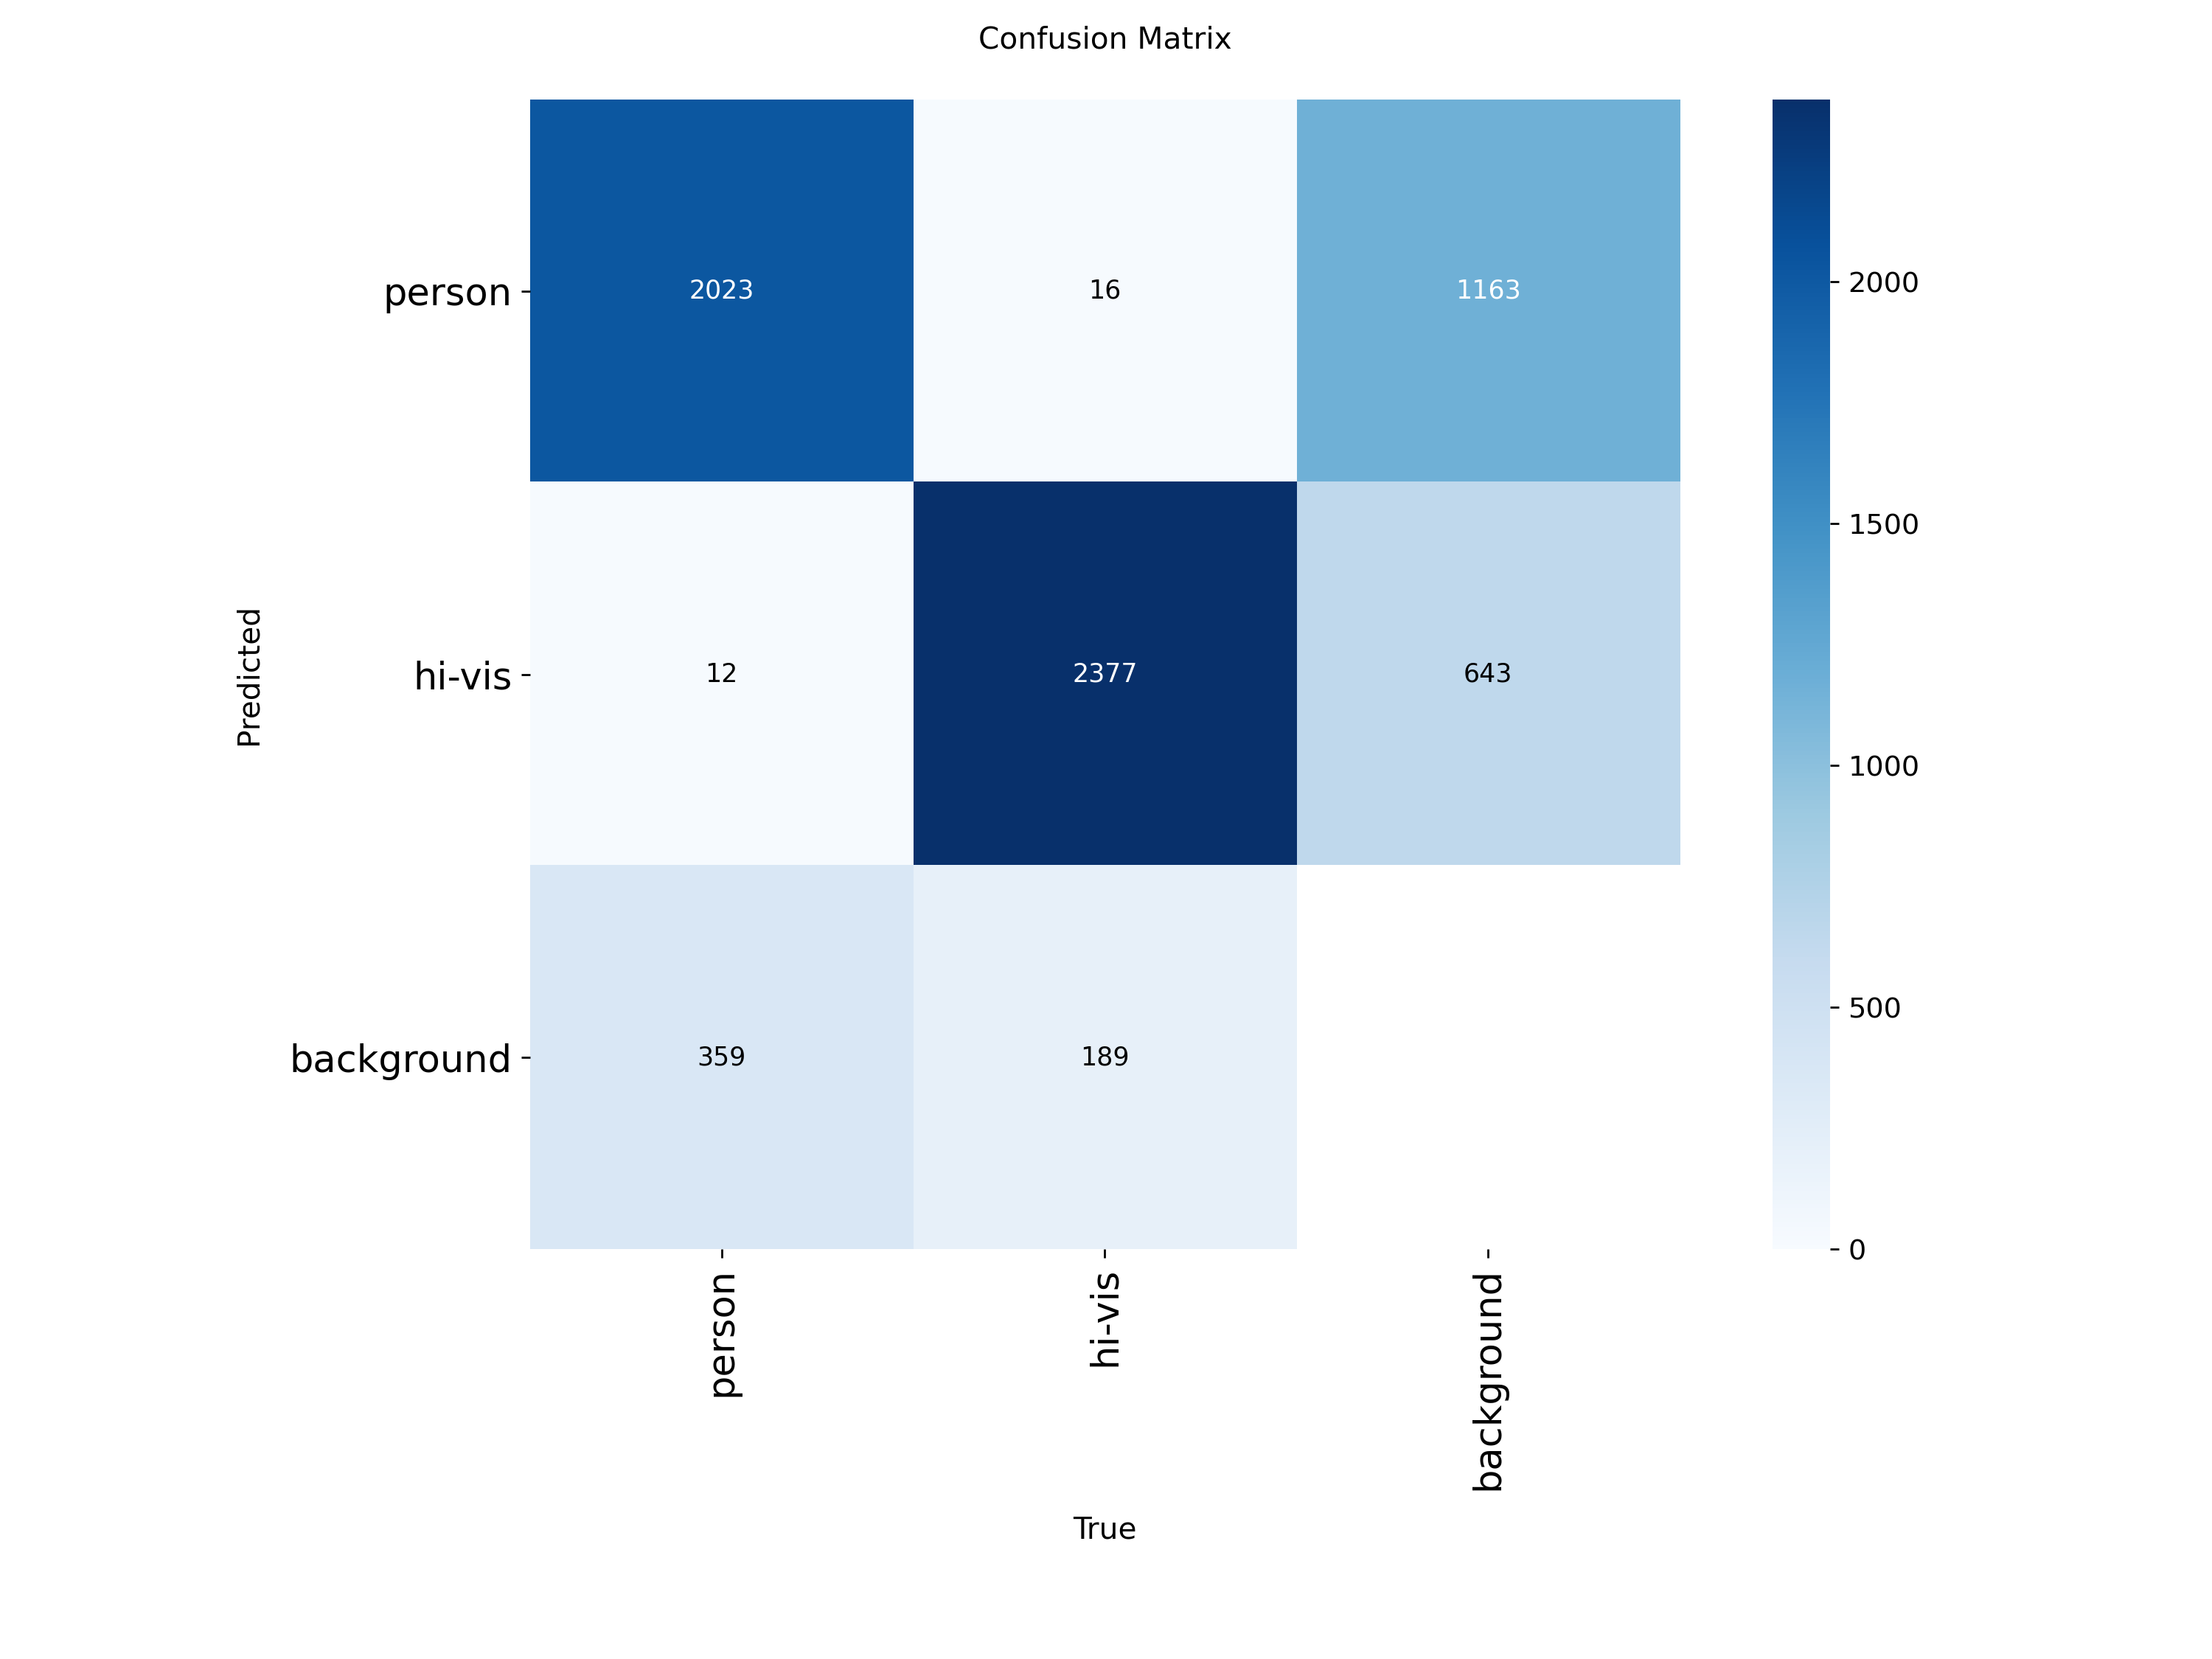 Confusion Matrix
person
2023
16
1163
2000
1500
Predicted
hi-vis
12
2377
643
1000
500
background
359
189
0
person
hi-vis
background
True